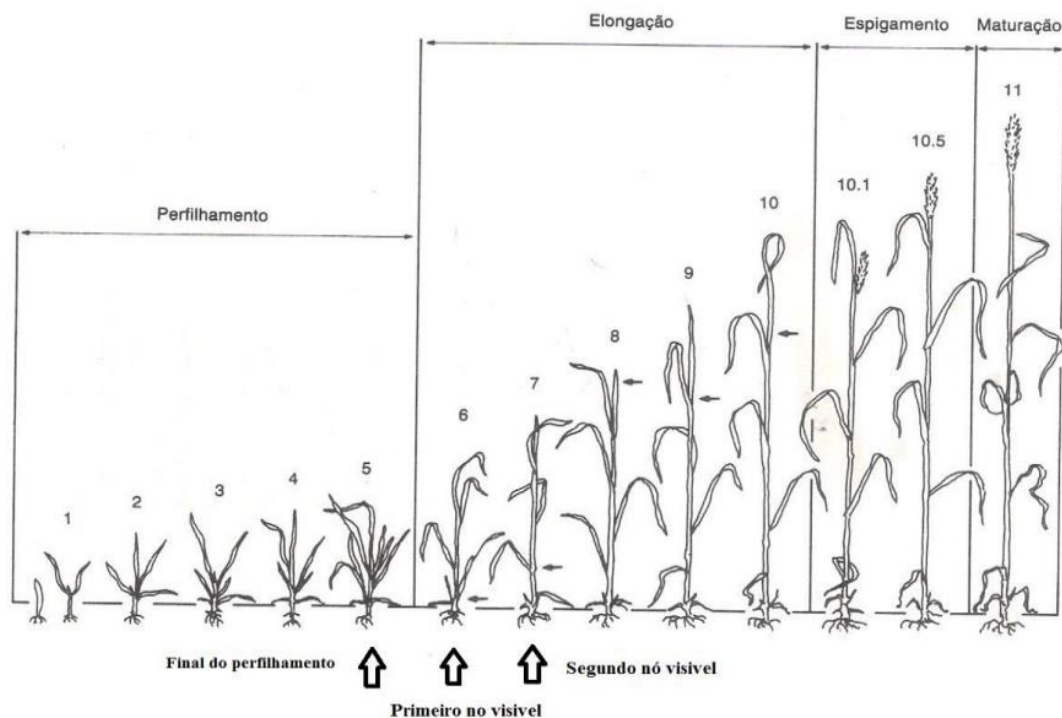 Elongação
Espigamento
Maturação
11
10.5
10.1
10
9
Perfilhamento
8
7
6
5
4
3
2
1
Final do perfilhamento
Segundo nó visivel
Primeiro no visivel